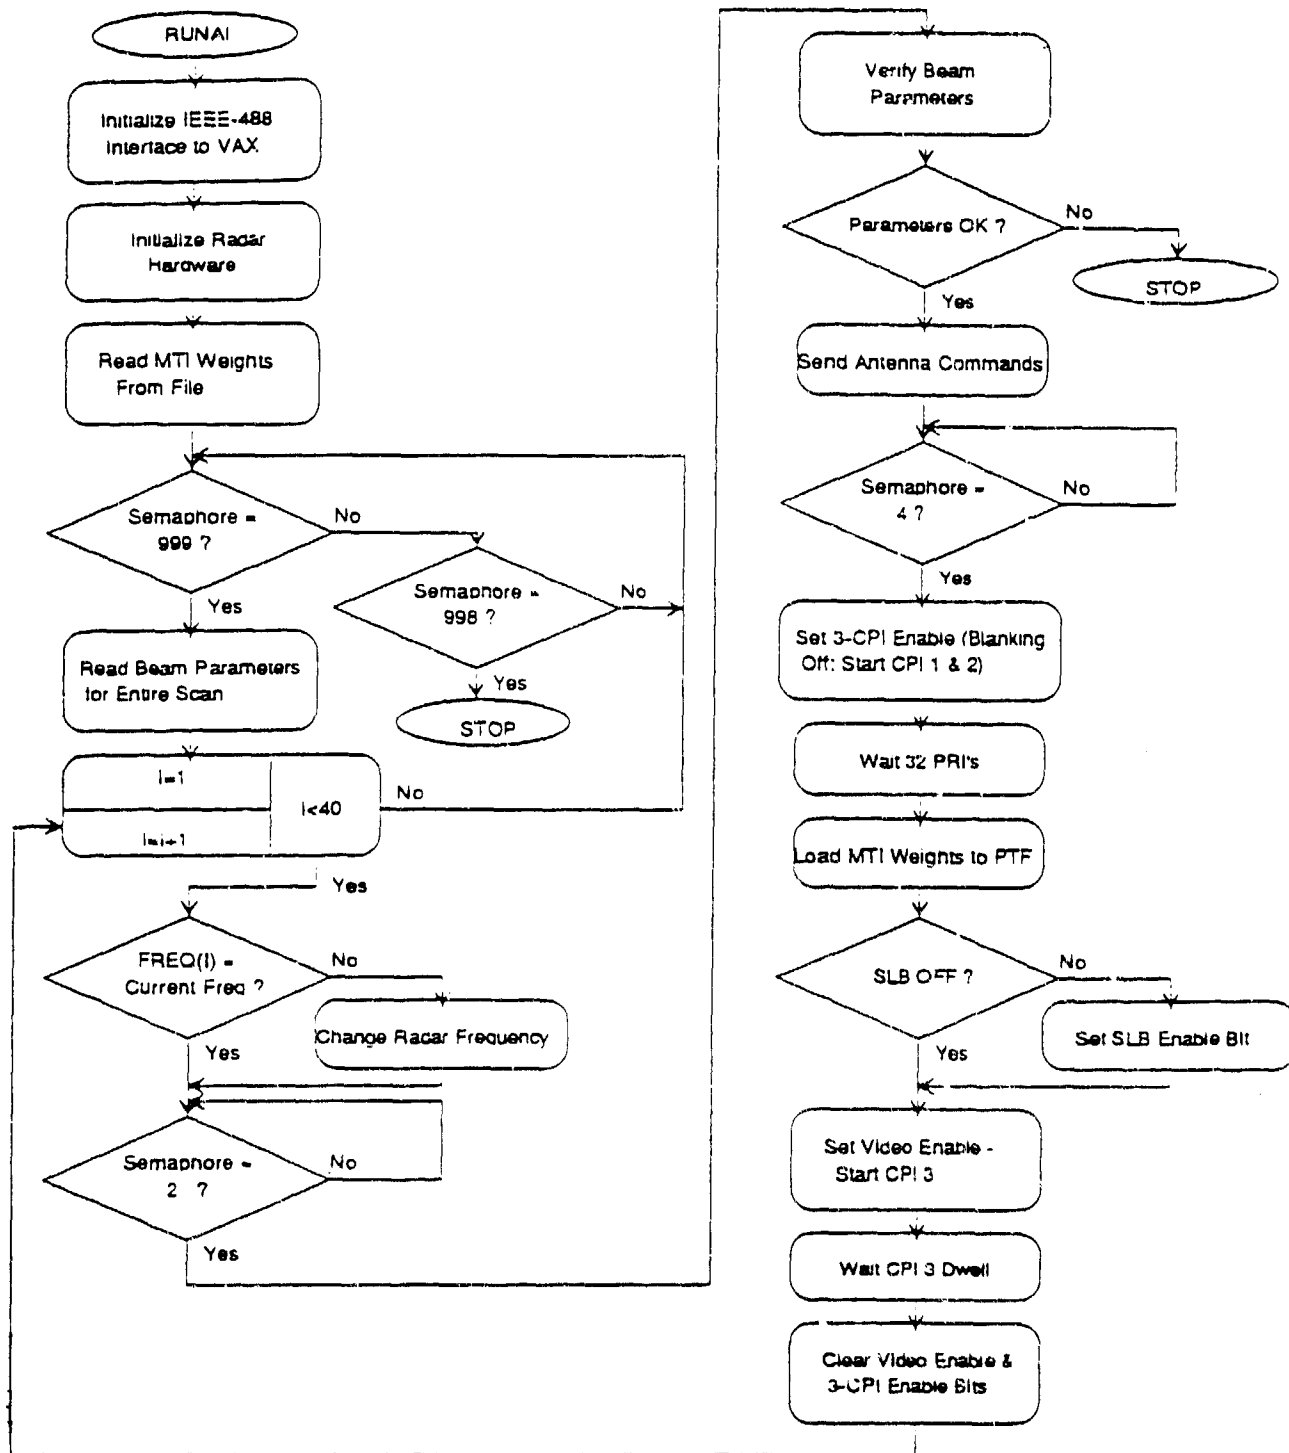 RUNAI
Initialize IEEE-488
Interface to VAX
Initialize Radar
Hardware
Read MTI Weights
From File
Semaphore =
999 ?
No
Yes
Semaphore =
998 ?
No
Yes
STOP
Read Beam Parameters
for Entire Scan
I=1
I=I+1
I<40
No
Yes
FREQ(I) =
Current Freq ?
No
Change Radar Frequency
Yes
Semaphore =
2 ?
No
Yes
Verify Beam
Parameters
Parameters OK ?
No
STOP
Yes
Send Antenna Commands
Semaphore =
4 ?
No
Yes
Set 3-CPI Enable (Blanking
Off: Start CPI 1 & 2)
Wait 32 PRI's
Load MTI Weights to PTF
SLB OFF ?
No
Set SLB Enable Bit
Yes
Set Video Enable -
Start CPI 3
Wait CPI 3 Dwell
Clear Video Enable &
3-CPI Enable Bits